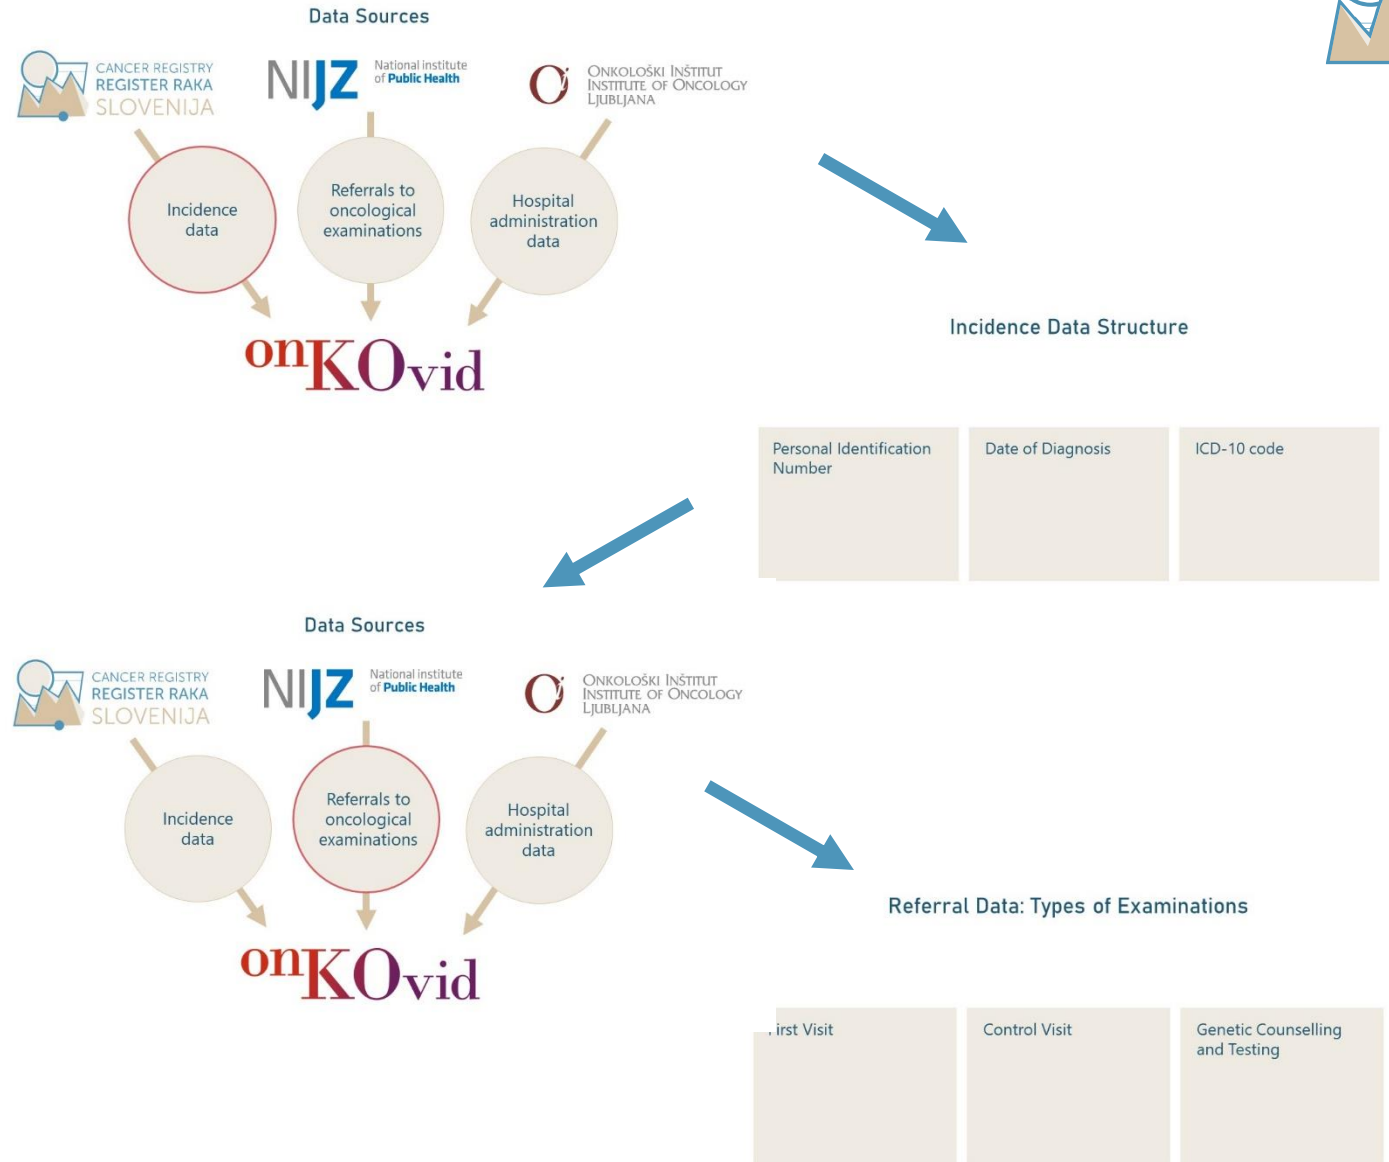 Data Sources
CANCER REGISTRY
REGISTER RAKA
SLOVENIJA
NIJZ
National institute
of Public Health
ONKOLOŠKI INŠTITUT
INSTITUTE OF ONCOLOGY
LJUBLJANA
Incidence
data
Referrals to
oncological
examinations
Hospital
administration
data
onKOvid
Incidence Data Structure
Personal Identification
Number
Date of Diagnosis
ICD-10 code
Data Sources
CANCER REGISTRY
REGISTER RAKA
SLOVENIJA
NIJZ
National institute
of Public Health
ONKOLOŠKI INŠTITUT
INSTITUTE OF ONCOLOGY
LJUBLJANA
Incidence
data
Referrals to
oncological
examinations
Hospital
administration
data
onKOvid
Referral Data: Types of Examinations
First Visit
Control Visit
Genetic Counselling
and Testing